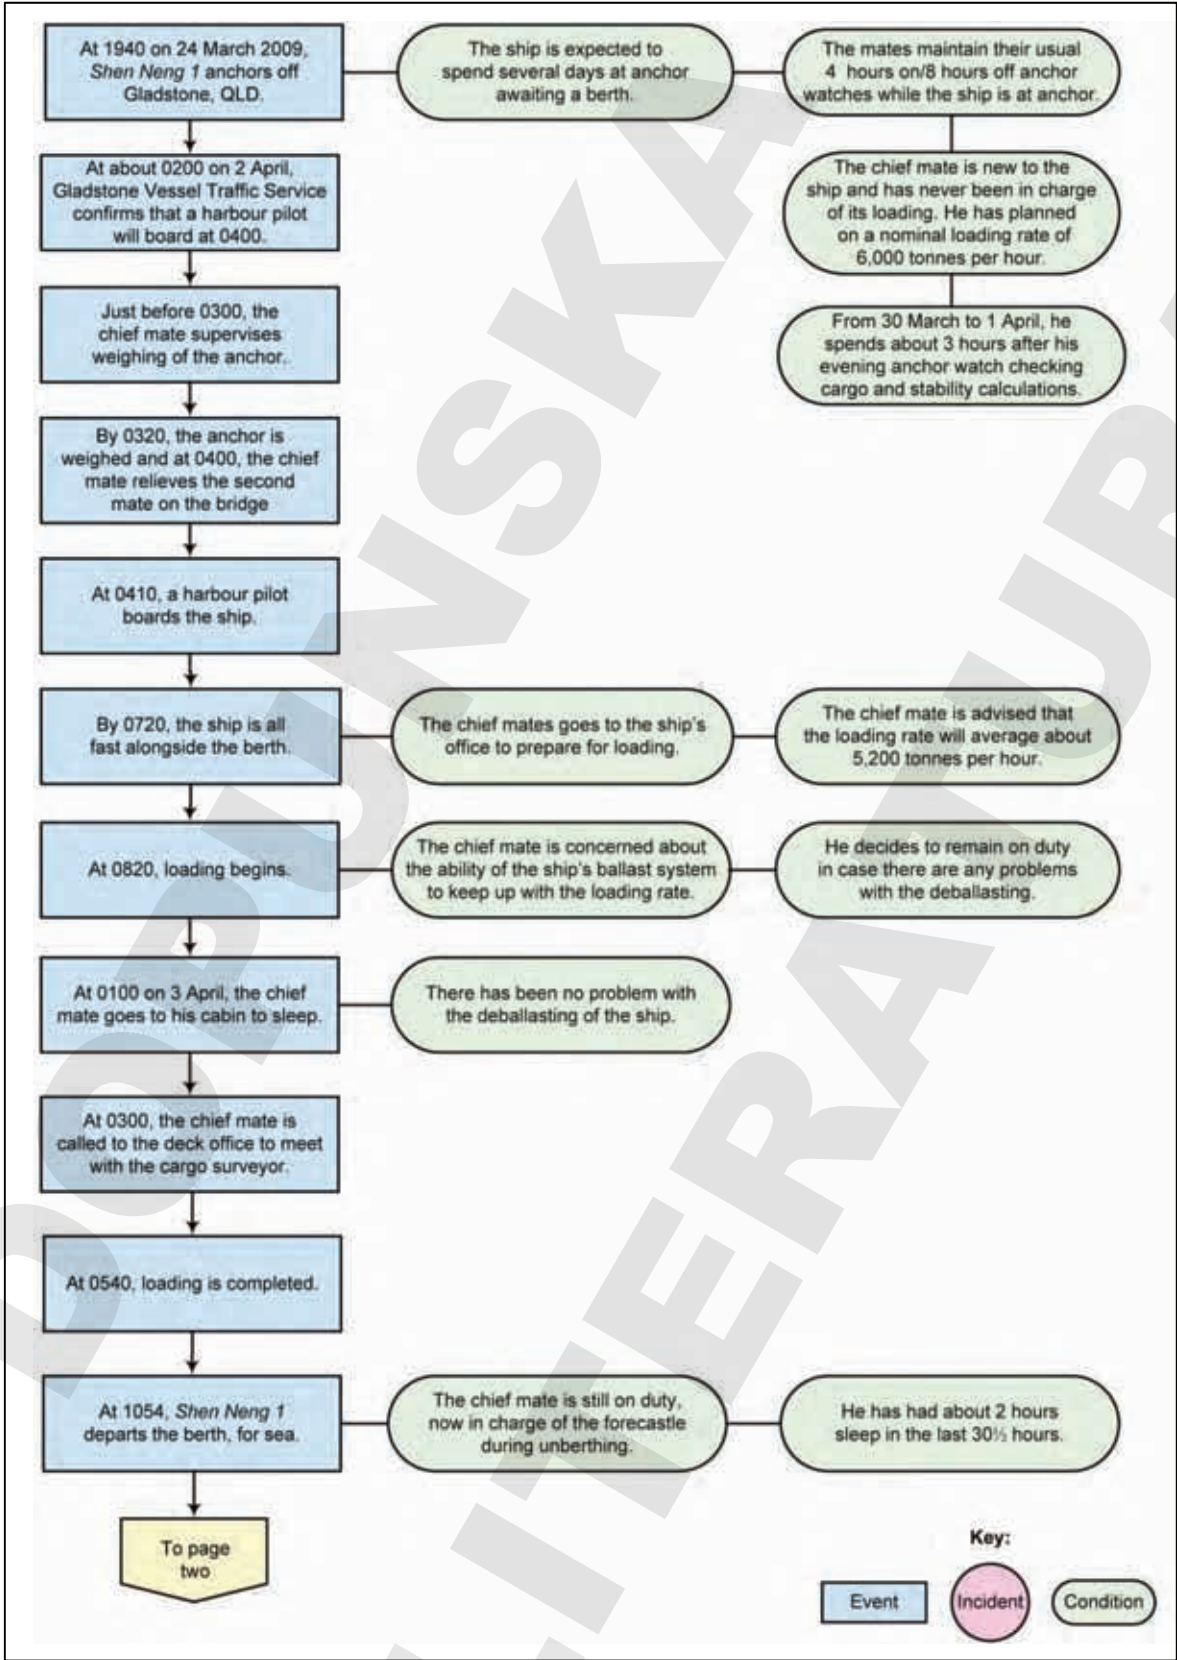 At 1940 on 24 March 2009,
Shen Neng 1 anchors off
Gladstone, QLD.
The ship is expected to
spend several days at anchor
awaiting a berth.
The mates maintain their usual
4 hours on/8 hours off anchor
watches while the ship is at anchor.
At about 0200 on 2 April,
Gladstone Vessel Traffic Service
confirms that a harbour pilot
will board at 0400.
The chief mate is new to the
ship and has never been in charge
of its loading. He has planned
on a nominal loading rate of
6,000 tonnes per hour.
Just before 0300, the
chief mate supervises
weighing of the anchor.
From 30 March to 1 April, he
spends about 3 hours after his
evening anchor watch checking
cargo and stability calculations.
By 0320, the anchor is
weighed and at 0400, the chief
mate relieves the second
mate on the bridge
At 0410, a harbour pilot
boards the ship.
By 0720, the ship is all
fast alongside the berth.
The chief mates goes to the ship's
office to prepare for loading.
The chief mate is advised that
the loading rate will average about
5,200 tonnes per hour.
At 0820, loading begins.
The chief mate is concerned about
the ability of the ship's ballast system
to keep up with the loading rate.
He decides to remain on duty
in case there are any problems
with the deballasting.
At 0100 on 3 April, the chief
mate goes to his cabin to sleep.
There has been no problem with
the deballasting of the ship.
At 0300, the chief mate is
called to the deck office to meet
with the cargo surveyor.
At 0540, loading is completed.
At 1054, Shen Neng 1
departs the berth, for sea.
The chief mate is still on duty,
now in charge of the forecastle
during unberthing.
He has had about 2 hours
sleep in the last 30½ hours.
To page
two
Key:
Event
Incident
Condition
DOPUNSKA
LITERATURA